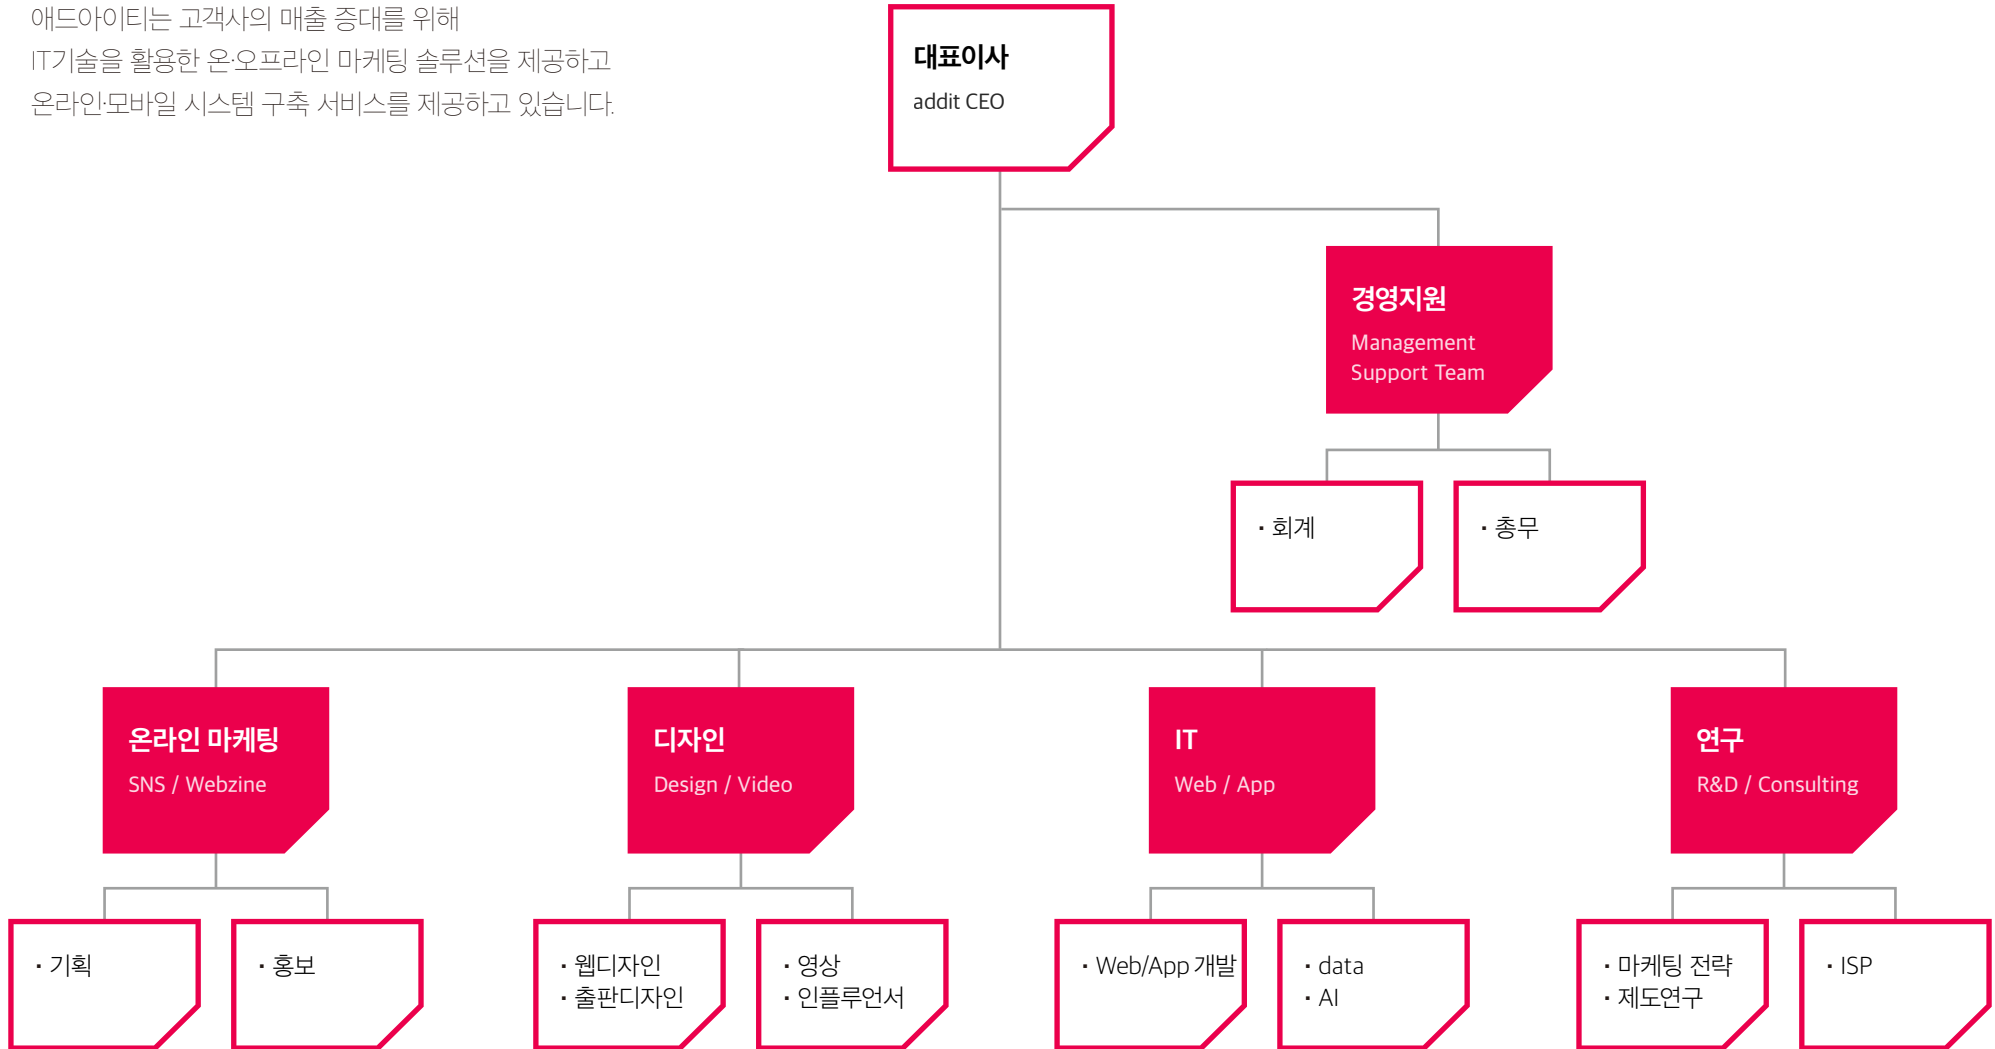 애드아이티는 고객사의 매출 증대를 위해
IT기술을 활용한 온·오프라인 마케팅 솔루션을 제공하고
온라인·모바일 시스템 구축 서비스를 제공하고 있습니다.
대표이사
addit CEO
경영지원
Management
Support Team
· 회계
· 총무
온라인 마케팅
SNS / Webzine
디자인
Design / Video
IT
Web / App
연구
R&D / Consulting
· 기획
· 홍보
· 웹디자인
· 출판디자인
· 영상
· 인플루언서
· Web/App 개발
· data
· AI
· 마케팅 전략
· 제도연구
· ISP